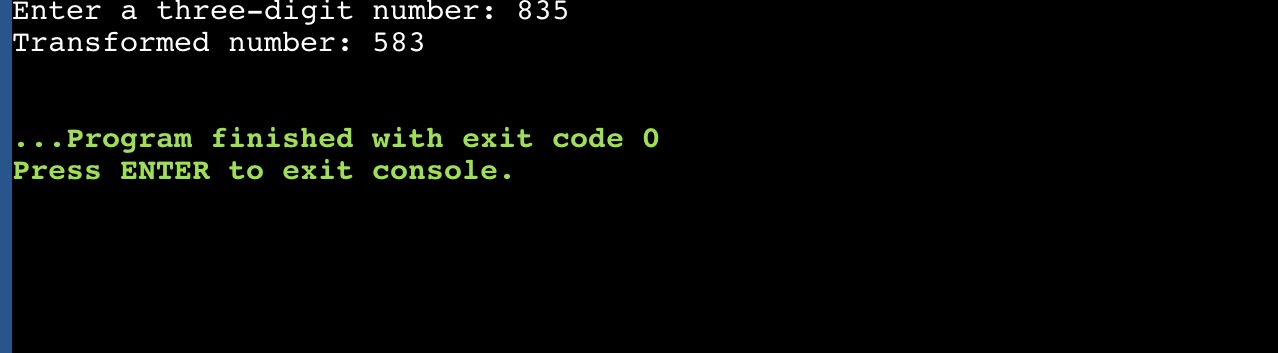 Enter a three-digit number: 835
Transformed number: 583
...Program finished with exit code 0
Press ENTER to exit console.